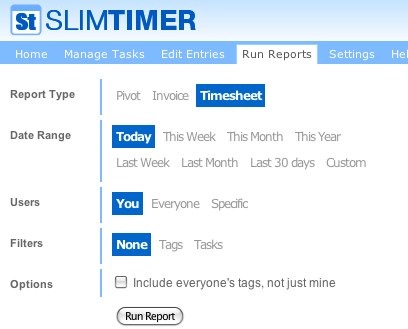 St SLIMTIMER
Home Manage Tasks Edit Entries Run Reports Settings He
Report Type Pivot Invoice Timesheet
Date Range Today This Week This Month This Year
Last Week Last Month Last 30 days Custom
Users You Everyone Specific
Filters None Tags Tasks
Options Include everyone's tags, not just mine
Run Report